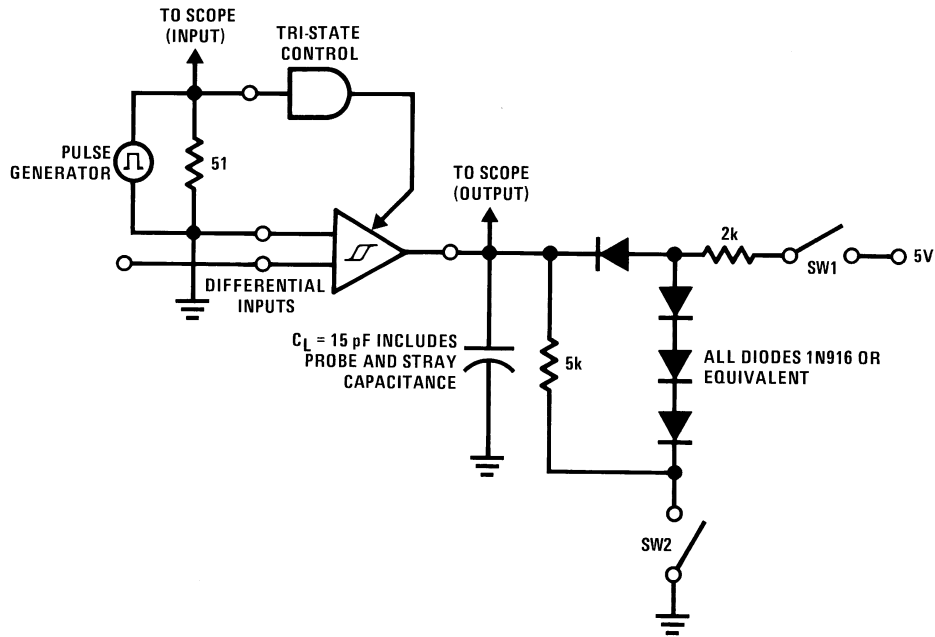 TO SCOPE
(INPUT)
TRI-STATE
CONTROL
PULSE
GENERATOR
51
TO SCOPE
(OUTPUT)
DIFFERENTIAL
INPUTS
2k
SW1
5V
CL = 15 pF INCLUDES
PROBE AND STRAY
CAPACITANCE
5k
ALL DIODES 1N916 OR
EQUIVALENT
SW2